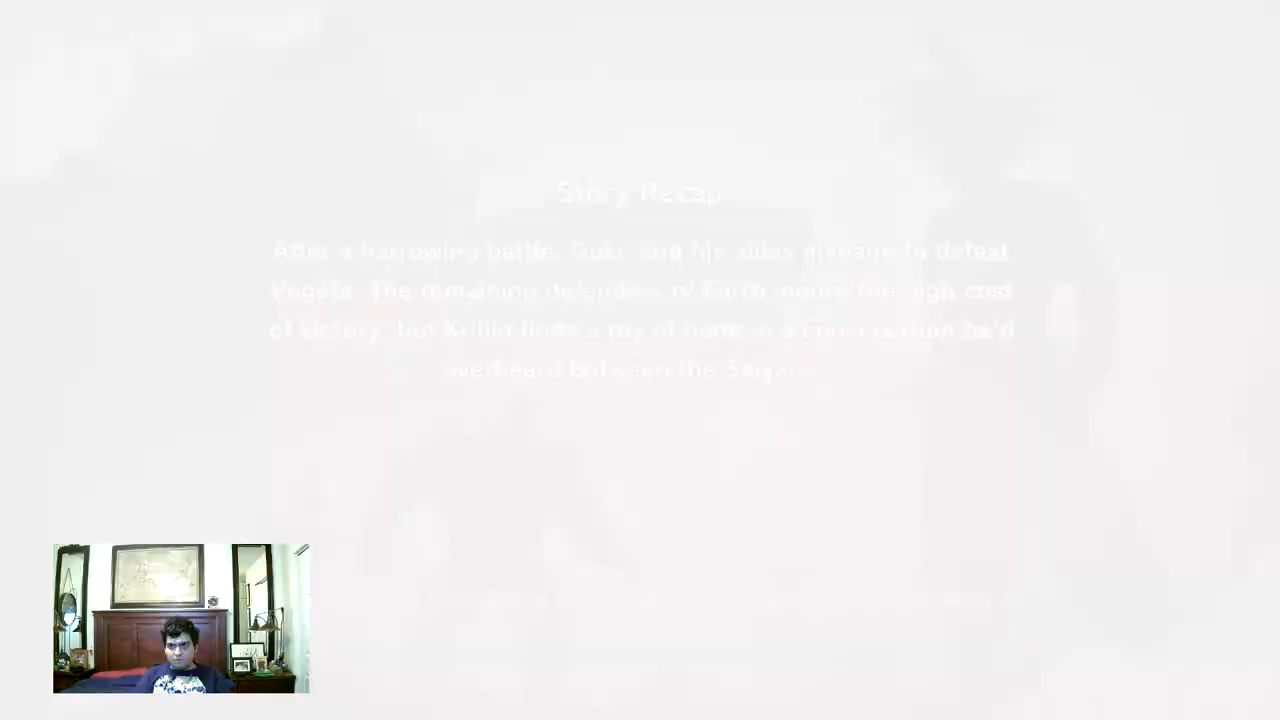 Story Recap
After a harrowing battle, Goku and his allies manage to defeat
Vegeta. The remaining defenders of Earth mourn the high cost
of victory, but Krillin finds a ray of hope in a conversation he'd
overheard between the Saiyans.